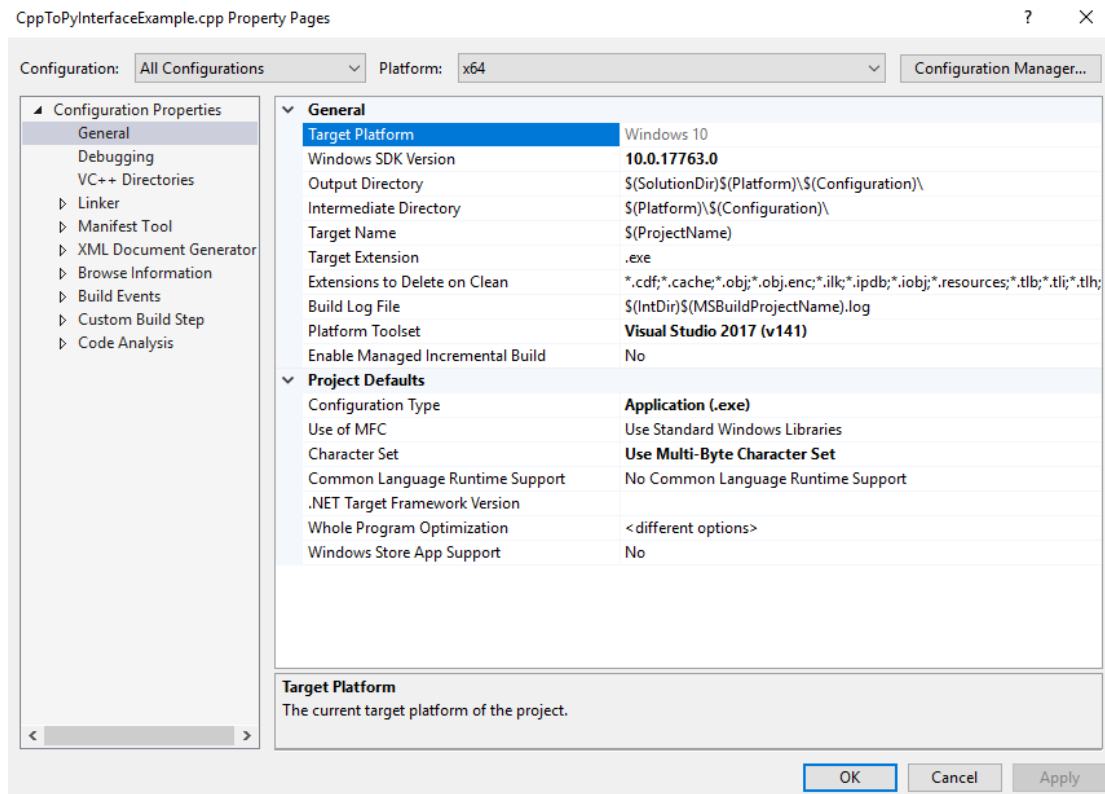 CppToPyInterfaceExample.cpp Property Pages ?
Configuration: All Configurations Platform: x64 Configuration Manager...
Configuration Properties
General
Debugging
VC++ Directories
Linker
Manifest Tool
XML Document Generator
Browse Information
Build Events
Custom Build Step
Code Analysis
General
Target Platform Windows 10
Windows SDK Version 10.0.17763.0
Output Directory $(SolutionDir)$(Platform)\$(Configuration)\
Intermediate Directory $(Platform)\$(Configuration)\
Target Name $(ProjectName)
Target Extension .exe
Extensions to Delete on Clean *.cdf;*.cache;*.obj;*.obj.enc;*.ilk;*.ipdb;*.iobj;*.resources;*.tlb;*.tli;*.tlh;
Build Log File $(IntDir)$(MSBuildProjectName).log
Platform Toolset Visual Studio 2017 (v141)
Enable Managed Incremental Build No
Project Defaults
Configuration Type Application (.exe)
Use of MFC Use Standard Windows Libraries
Character Set Use Multi-Byte Character Set
Common Language Runtime Support No Common Language Runtime Support
.NET Target Framework Version
Whole Program Optimization <different options>
Windows Store App Support No
Target Platform
The current target platform of the project.
OK Cancel Apply